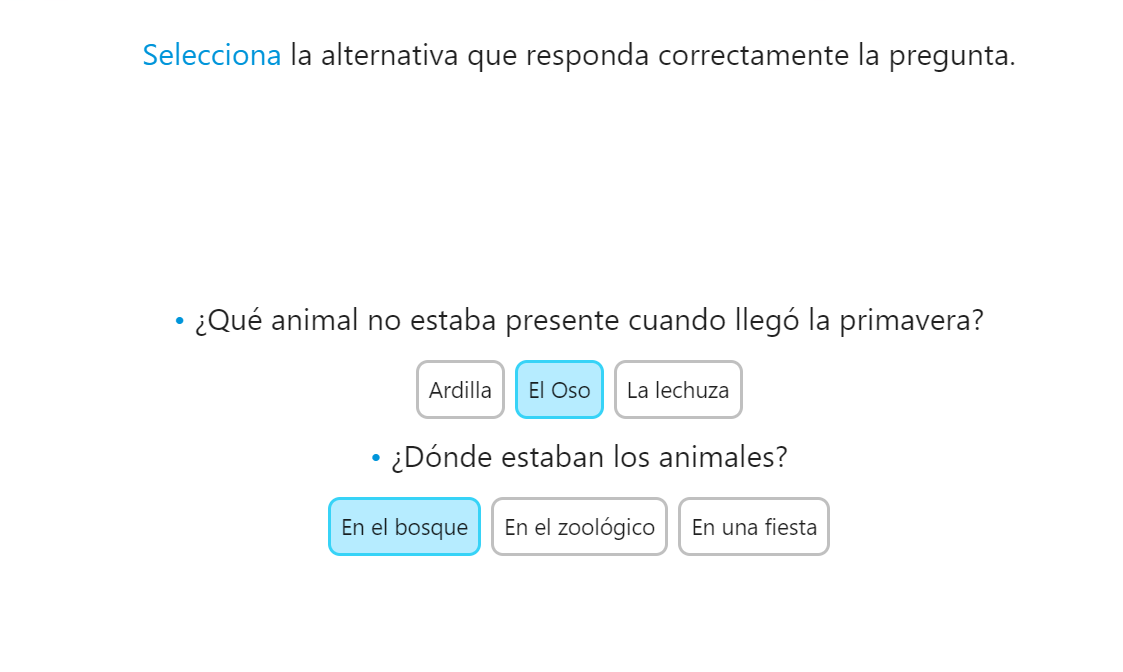 Selecciona la alternativa que responda correctamente la pregunta.
• ¿Qué animal no estaba presente cuando llegó la primavera?
Ardilla El Oso La lechuza
• ¿Dónde estaban los animales?
En el bosque En el zoológico En una fiesta